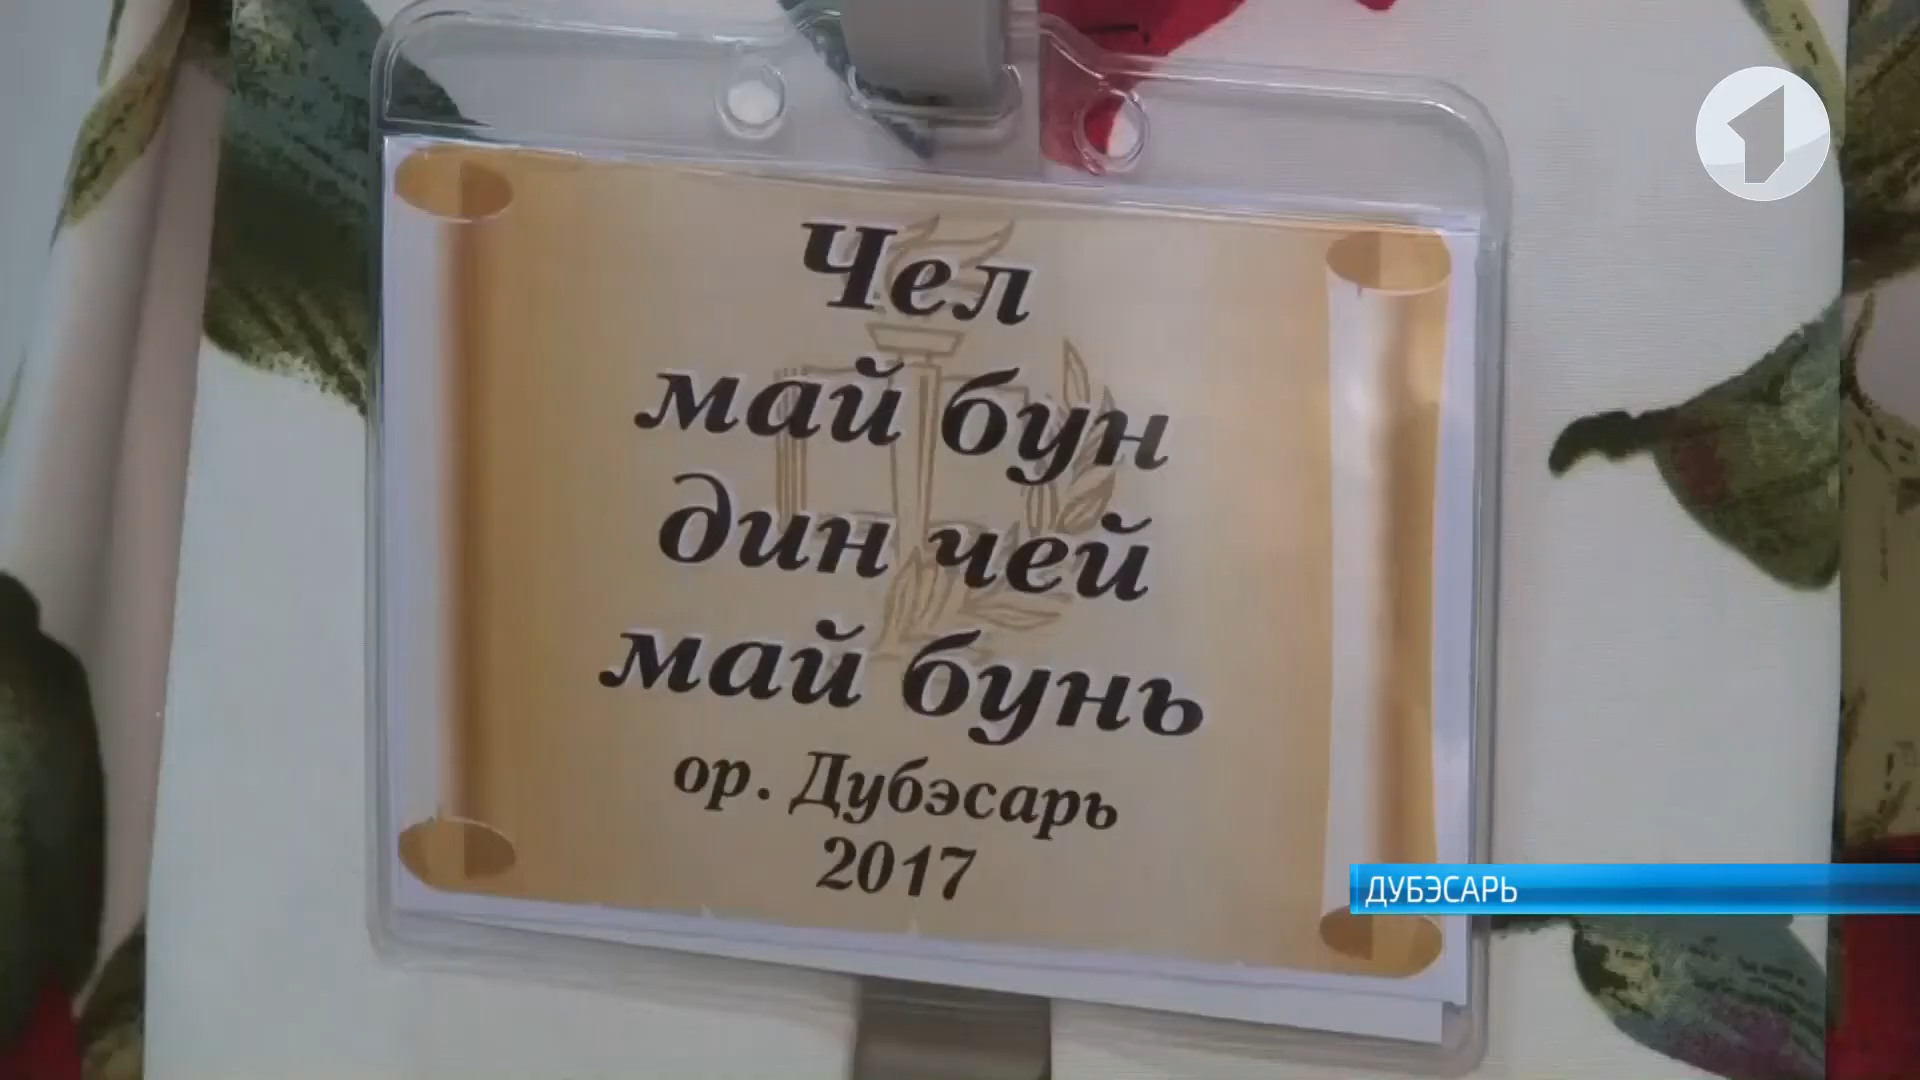 Чел
май бун
дин чей
май бунь
ор. Дубэсарь
2017
ДУБЭСАРЬ